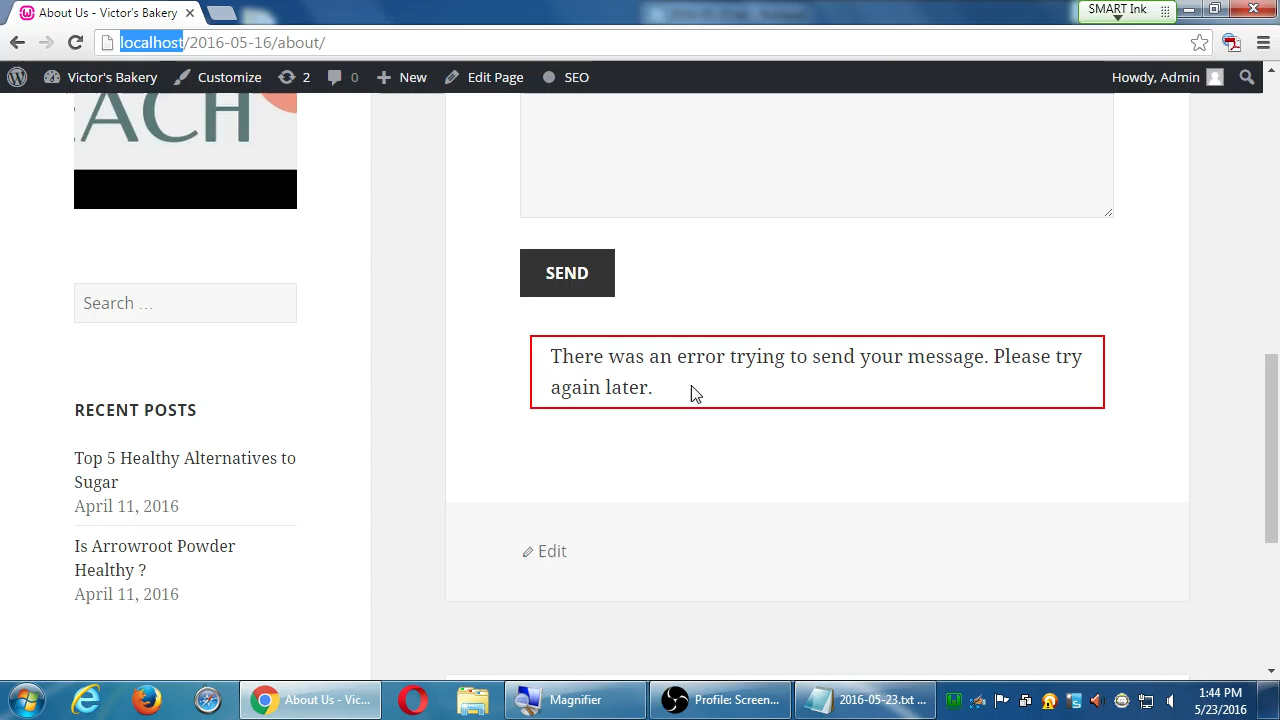 About Us - Victor's Bakery
SMART Ink
localhost/2016-05-16/about/
Victor's Bakery Customize 2 0 New Edit Page SEO Howdy, Admin
ACH
SEND
Search …
There was an error trying to send your message. Please try
again later.
RECENT POSTS
Top 5 Healthy Alternatives to
Sugar
April 11, 2016
Is Arrowroot Powder
Healthy ?
April 11, 2016
Edit
About Us - Vic...
Magnifier
Profile: Screen...
2016-05-23.txt ...
1:44 PM
5/23/2016